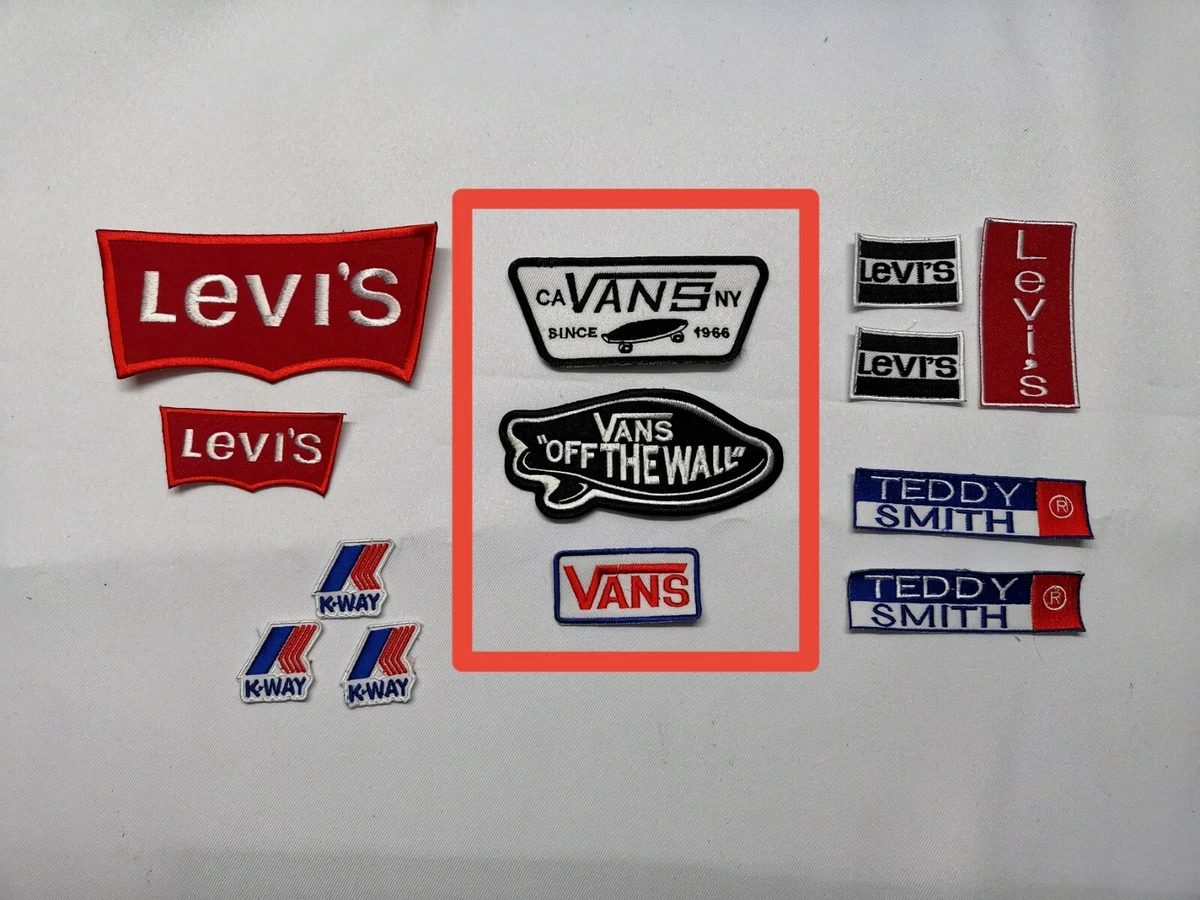 LEVI'S
LEVI'S
K-WAY
K-WAY
K-WAY
CA VANS NY
SINCE 1966
VANS
"OFF THE WALL"
VANS
LEVI'S
LEVI'S
Levi's
TEDDY
SMITH ®
TEDDY
SMITH ®